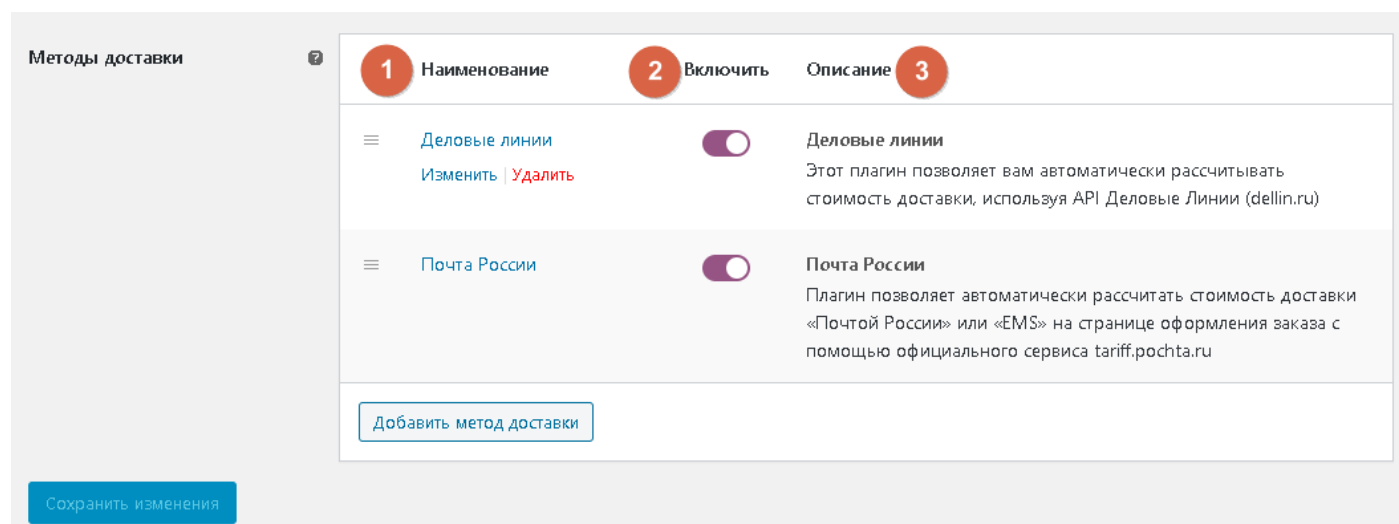 Методы доставки ?
1 Наименование 2 Включить Описание 3
Деловые линии Деловые линии
Изменить | Удалить Этот плагин позволяет вам автоматически рассчитывать
стоимость доставки, используя API Деловые Линии (dellin.ru)
Почта России Почта России
Плагин позволяет автоматически рассчитать стоимость доставки
«Почтой России» или «EMS» на странице оформления заказа с
помощью официального сервиса tariff.pochta.ru
Добавить метод доставки
Сохранить изменения